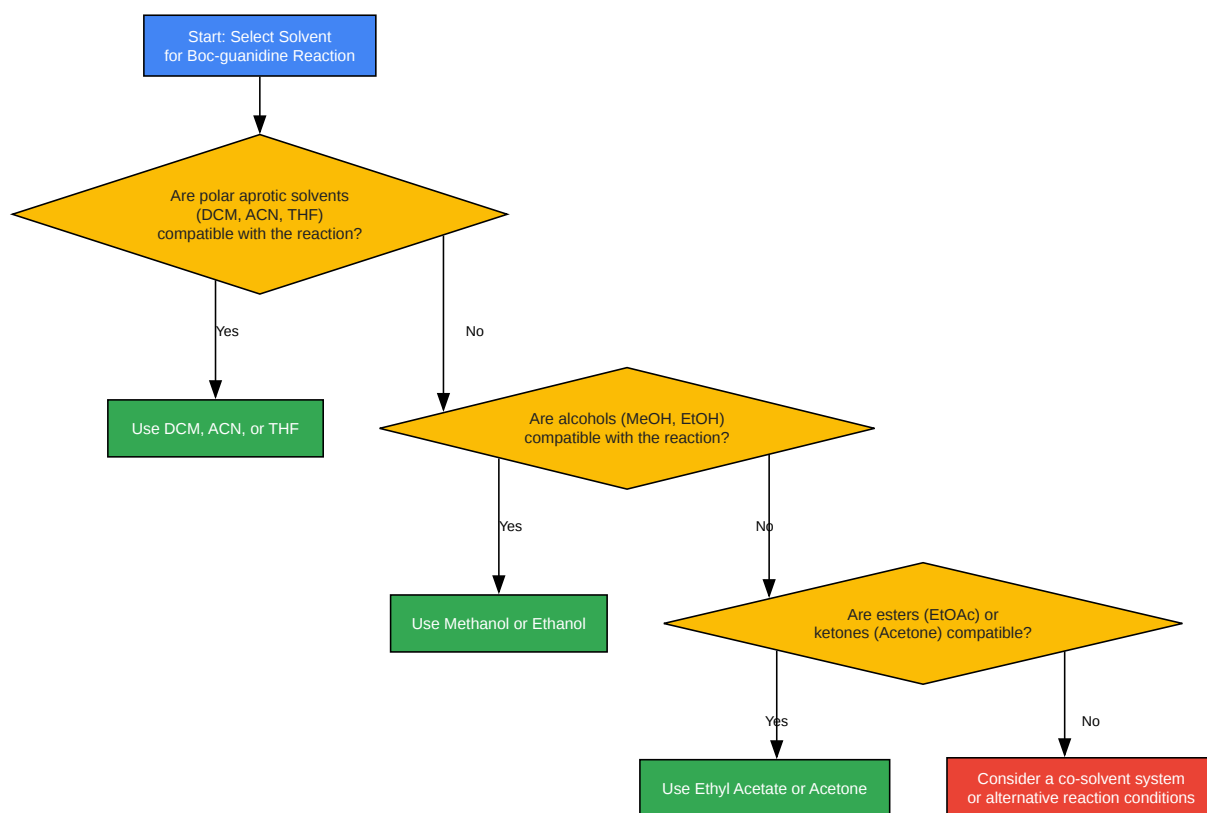 Start: Select Solvent
for Boc-guanidine Reaction
Are polar aprotic solvents
(DCM, ACN, THF)
compatible with the reaction?
Yes
No
Use DCM, ACN, or THF
Are alcohols (MeOH, EtOH)
compatible with the reaction?
Yes
No
Use Methanol or Ethanol
Are esters (EtOAc) or
ketones (Acetone) compatible?
Yes
No
Use Ethyl Acetate or Acetone
Consider a co-solvent system
or alternative reaction conditions